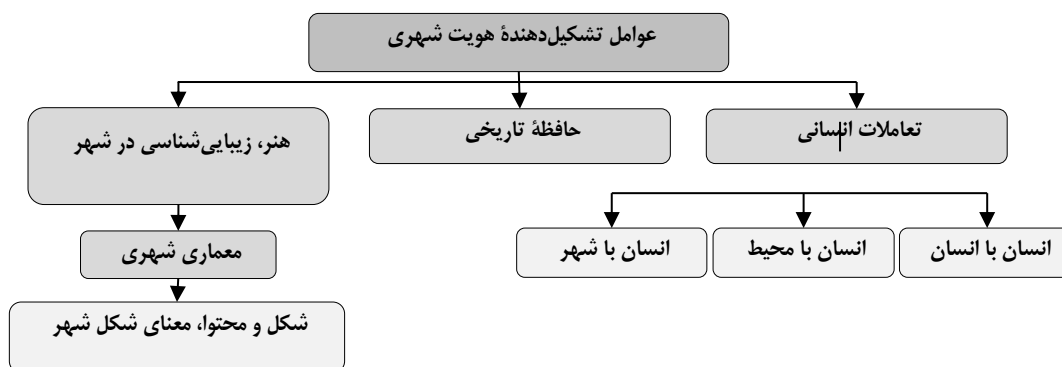 عوامل تشکیل‌دهندهٔ هویت شهری
تعاملات انسانی
حافظهٔ تاریخی
هنر، زیبایی‌شناسی در شهر
انسان با انسان
انسان با محیط
انسان با شهر
معماری شهری
شکل و محتوا، معنای شکل شهر